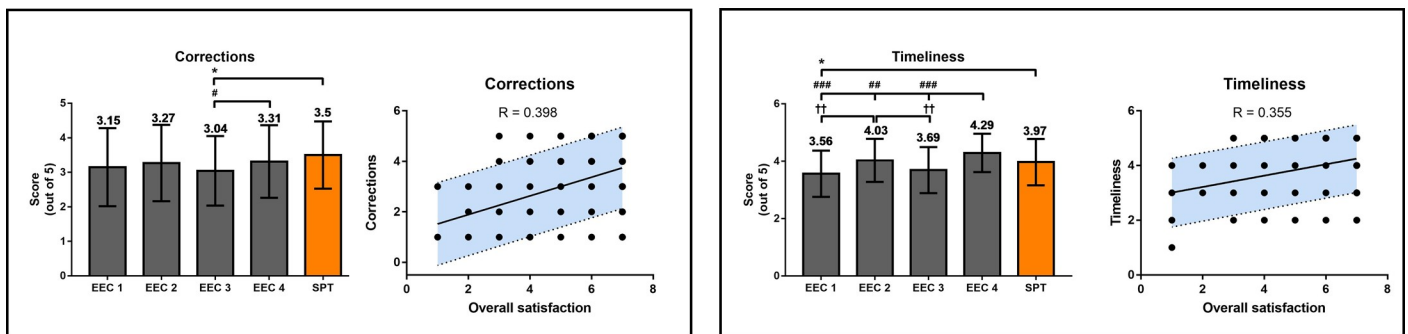 Corrections
*
#
3.15 3.27 3.04 3.31 3.5
5
4
3
2
1
0
Score
(out of 5)
EEC 1 EEC 2 EEC 3 EEC 4 SPT
Corrections
R = 0.398
6
4
2
0
Corrections
0 2 4 6 8
Overall satisfaction
Timeliness
*
### ## ###
†† ††
3.56 4.03 3.69 4.29 3.97
6
4
2
0
Score
(out of 5)
EEC 1 EEC 2 EEC 3 EEC 4 SPT
Timeliness
R = 0.355
6
4
2
0
Timeliness
0 2 4 6 8
Overall satisfaction